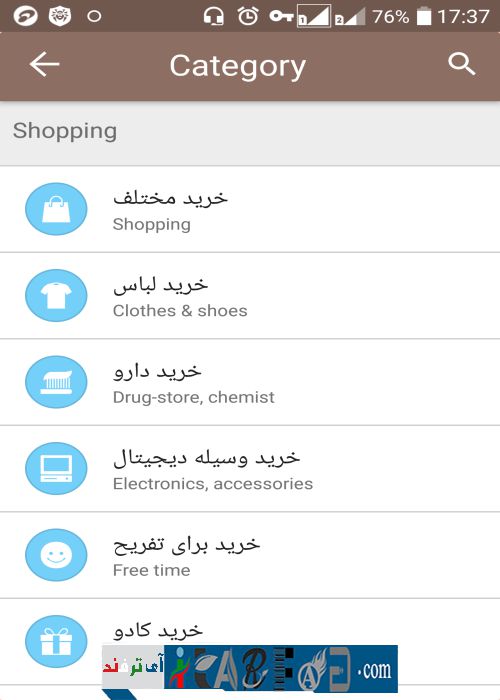 76% 17:37
Category
Shopping
خرید مختلف
Shopping
خرید لباس
Clothes & shoes
خرید دارو
Drug-store, chemist
خرید وسیله دیجیتال
Electronics, accessories
خرید برای تفریح
Free time
خرید کادو
آی ترفند
.com